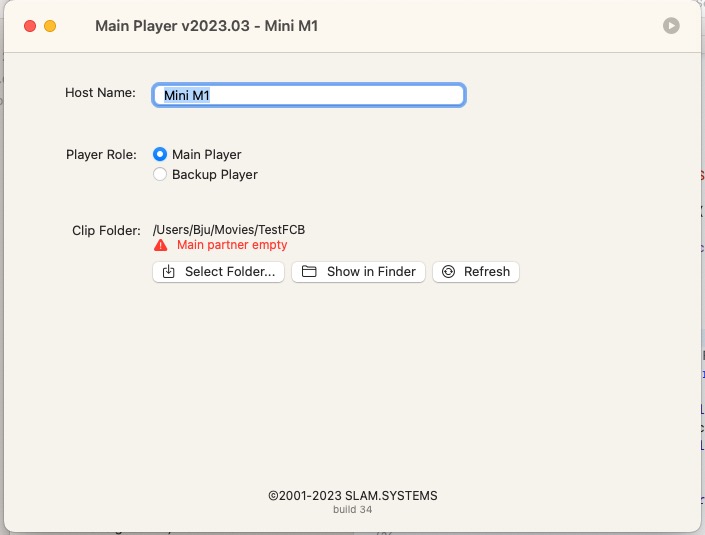 Main Player v2023.03 - Mini M1
Host Name: Mini M1
Player Role: Main Player
Backup Player
Clip Folder: /Users/Bju/Movies/TestFCB
Main partner empty
Select Folder... Show in Finder Refresh
©2001-2023 SLAM.SYSTEMS
build 34